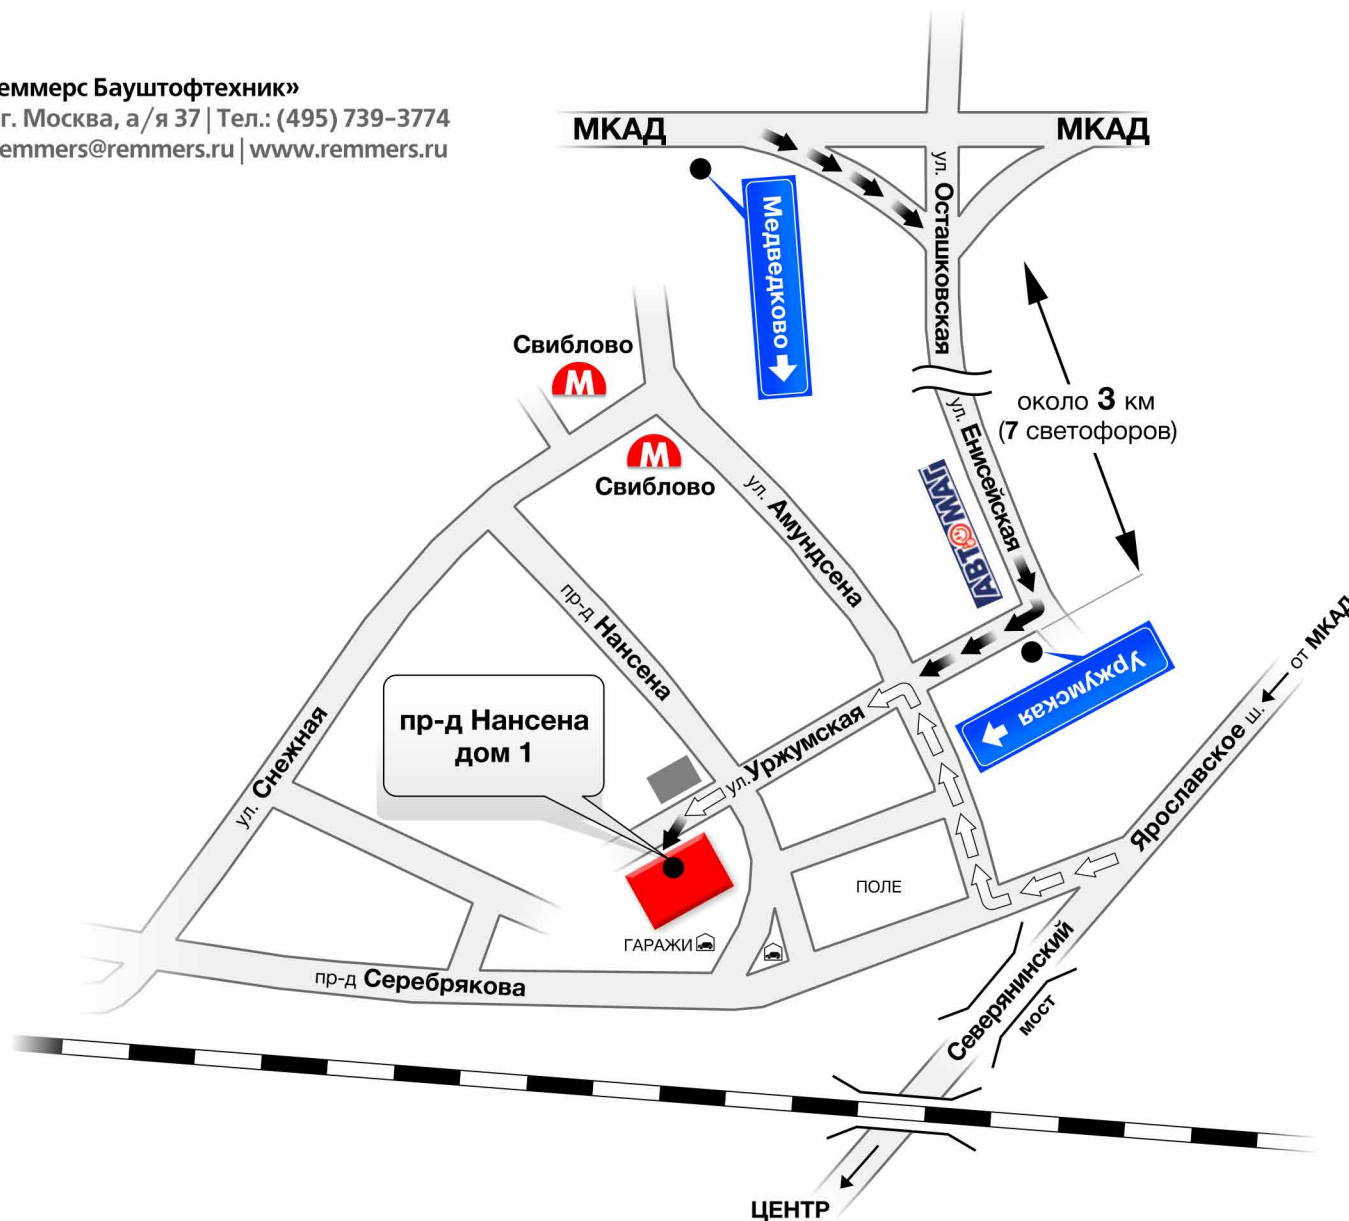 еммерс Бауштофтехник»
г. Москва, а/я 37 | Тел.: (495) 739-3774
emmers@remmers.ru | www.remmers.ru
МКАД
МКАД
ул. Осташковская
Медведково
Свиблово
М
М
Свиблово
около 3 км
(7 светофоров)
ул. Енисейская
АВТОМАГ
ул. Амундсена
пр-д Нансена
Уржумская
от МКАД
Ярославское ш.
пр-д Нансена
дом 1
ул. Уржумская
ул. Снежная
ПОЛЕ
ГАРАЖИ
пр-д Серебрякова
Северянинский
мост
ЦЕНТР